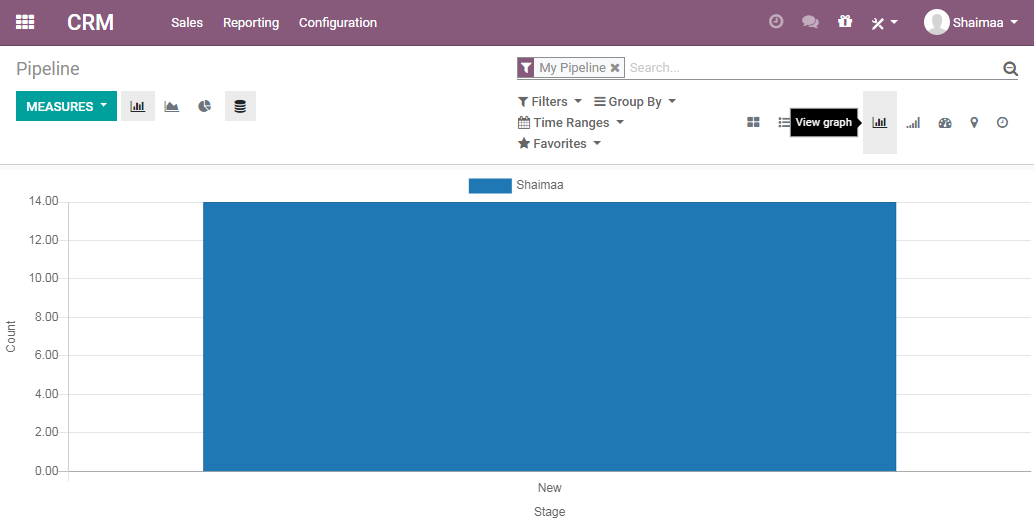 CRM Sales Reporting Configuration Shaimaa
Pipeline
My Pipeline Search...
MEASURES
Filters Group By
Time Ranges
View graph
Favorites
Shaimaa
14.00
12.00
10.00
8.00
6.00
4.00
2.00
0.00
Count
New
Stage